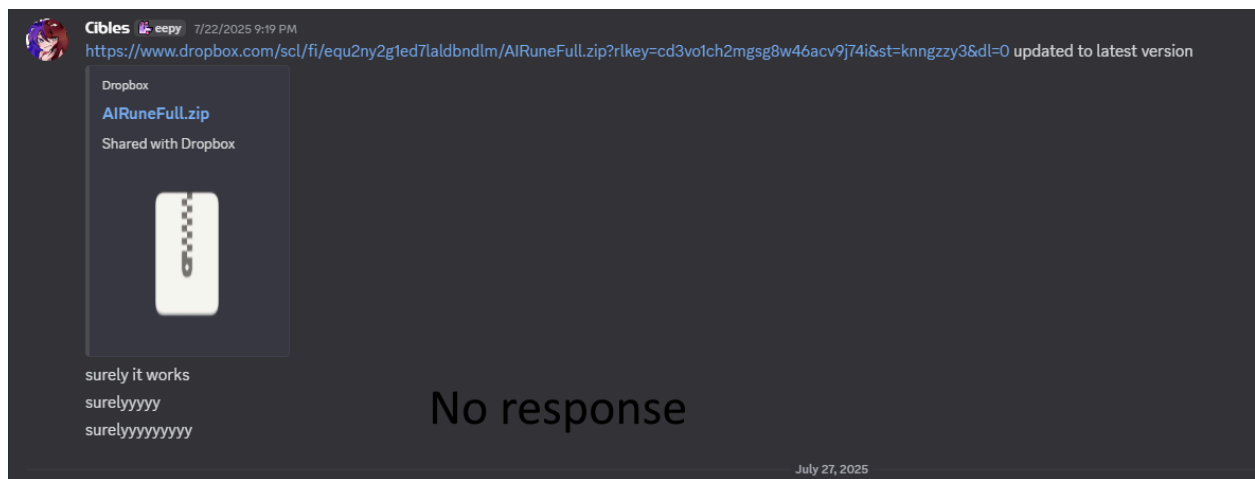 Cibles eepy 7/22/2025 9:19 PM
https://www.dropbox.com/scl/fi/equ2ny2g1ed7laldbndlm/AIRuneFull.zip?rlkey=cd3vo1ch2mgsg8w46acv9j74i&st=knngzzy3&dl=0 updated to latest version
Dropbox
AIRuneFull.zip
Shared with Dropbox
surely it works
surelyyyyy
No response
surelyyyyyyyyy
July 27, 2025